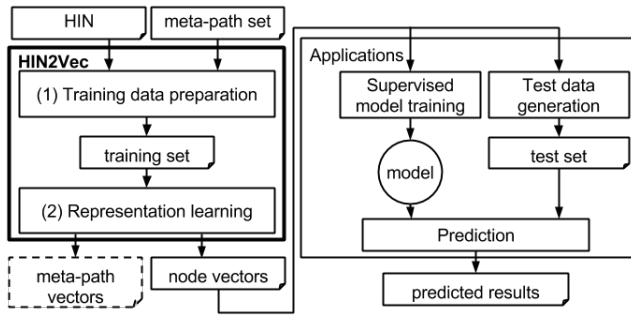 HIN
meta-path set
HIN2Vec
(1) Training data preparation
training set
(2) Representation learning
meta-path
vectors
node vectors
Applications
Supervised
model training
Test data
generation
model
test set
Prediction
predicted results